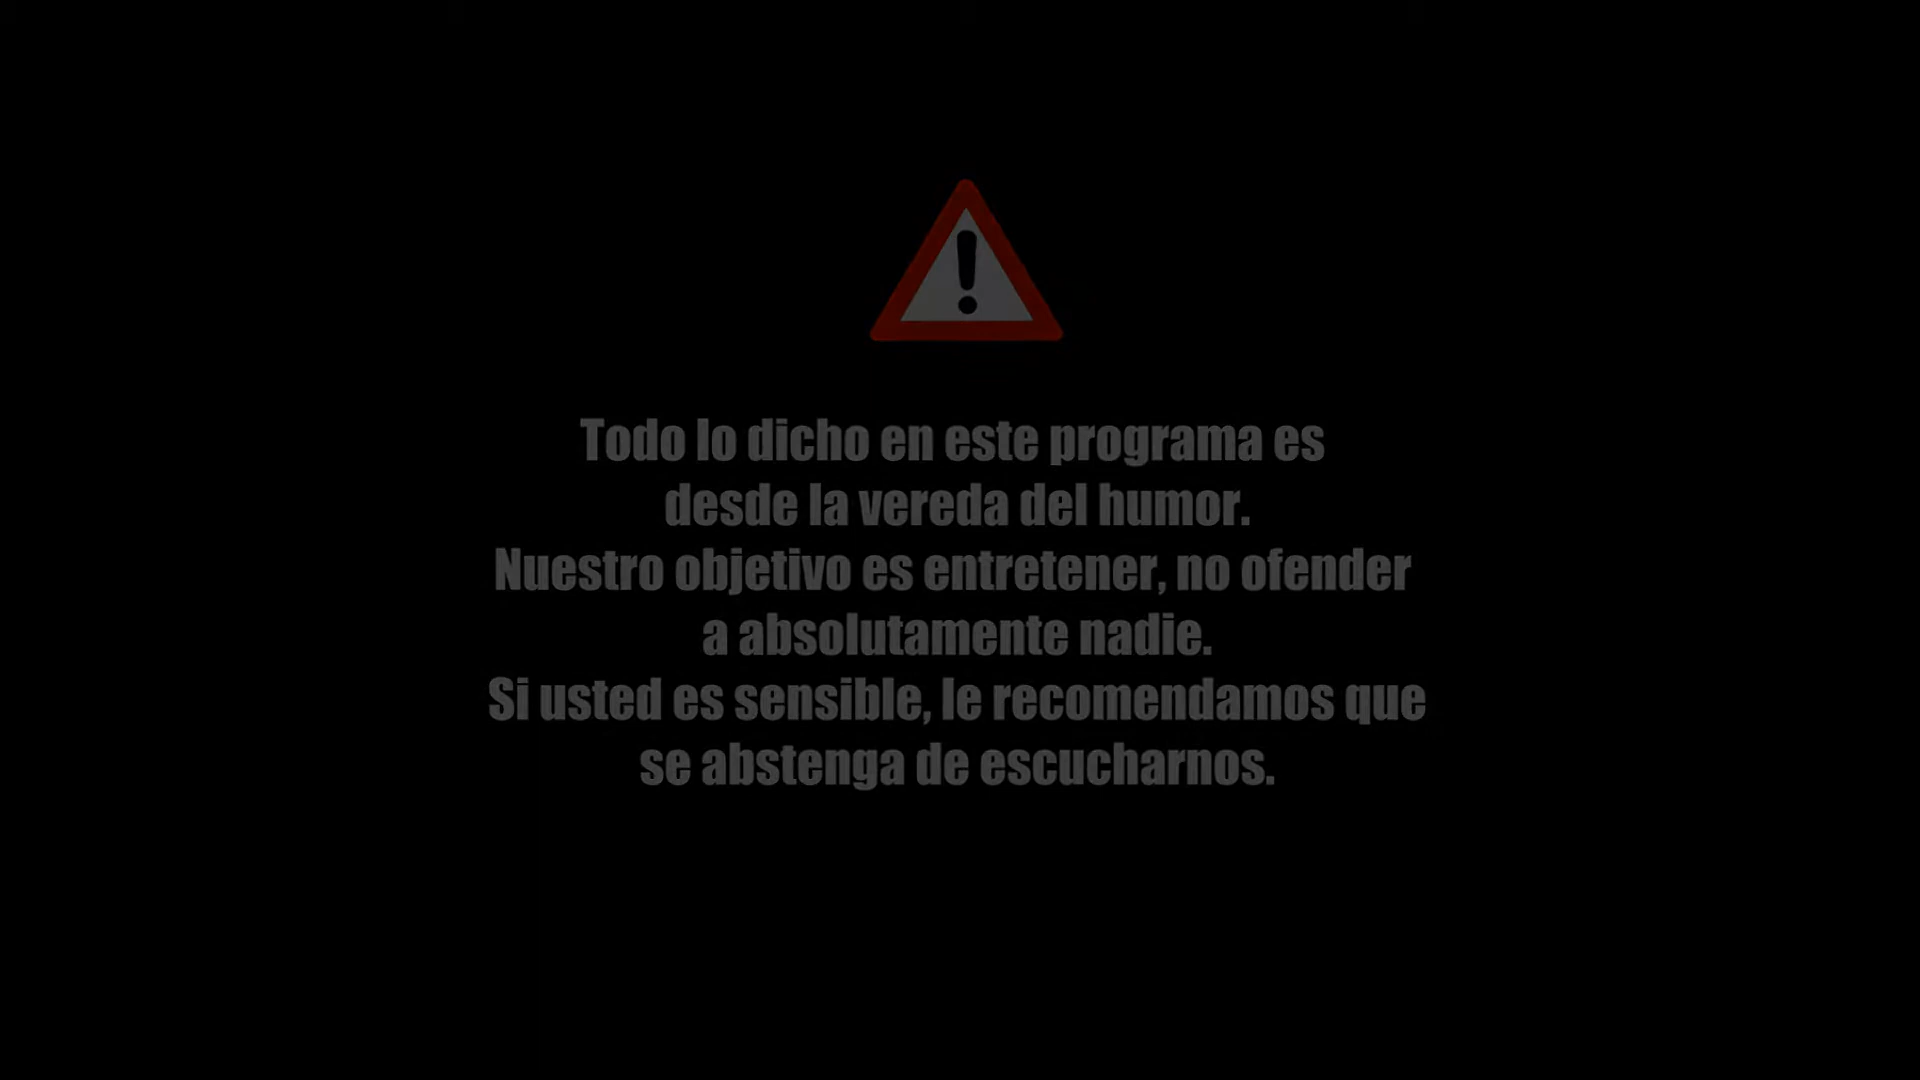 Todo lo dicho en este programa es
desde la vereda del humor.
Nuestro objetivo es entretener, no ofender
a absolutamente nadie.
Si usted es sensible, le recomendamos que
se abstenga de escucharnos.